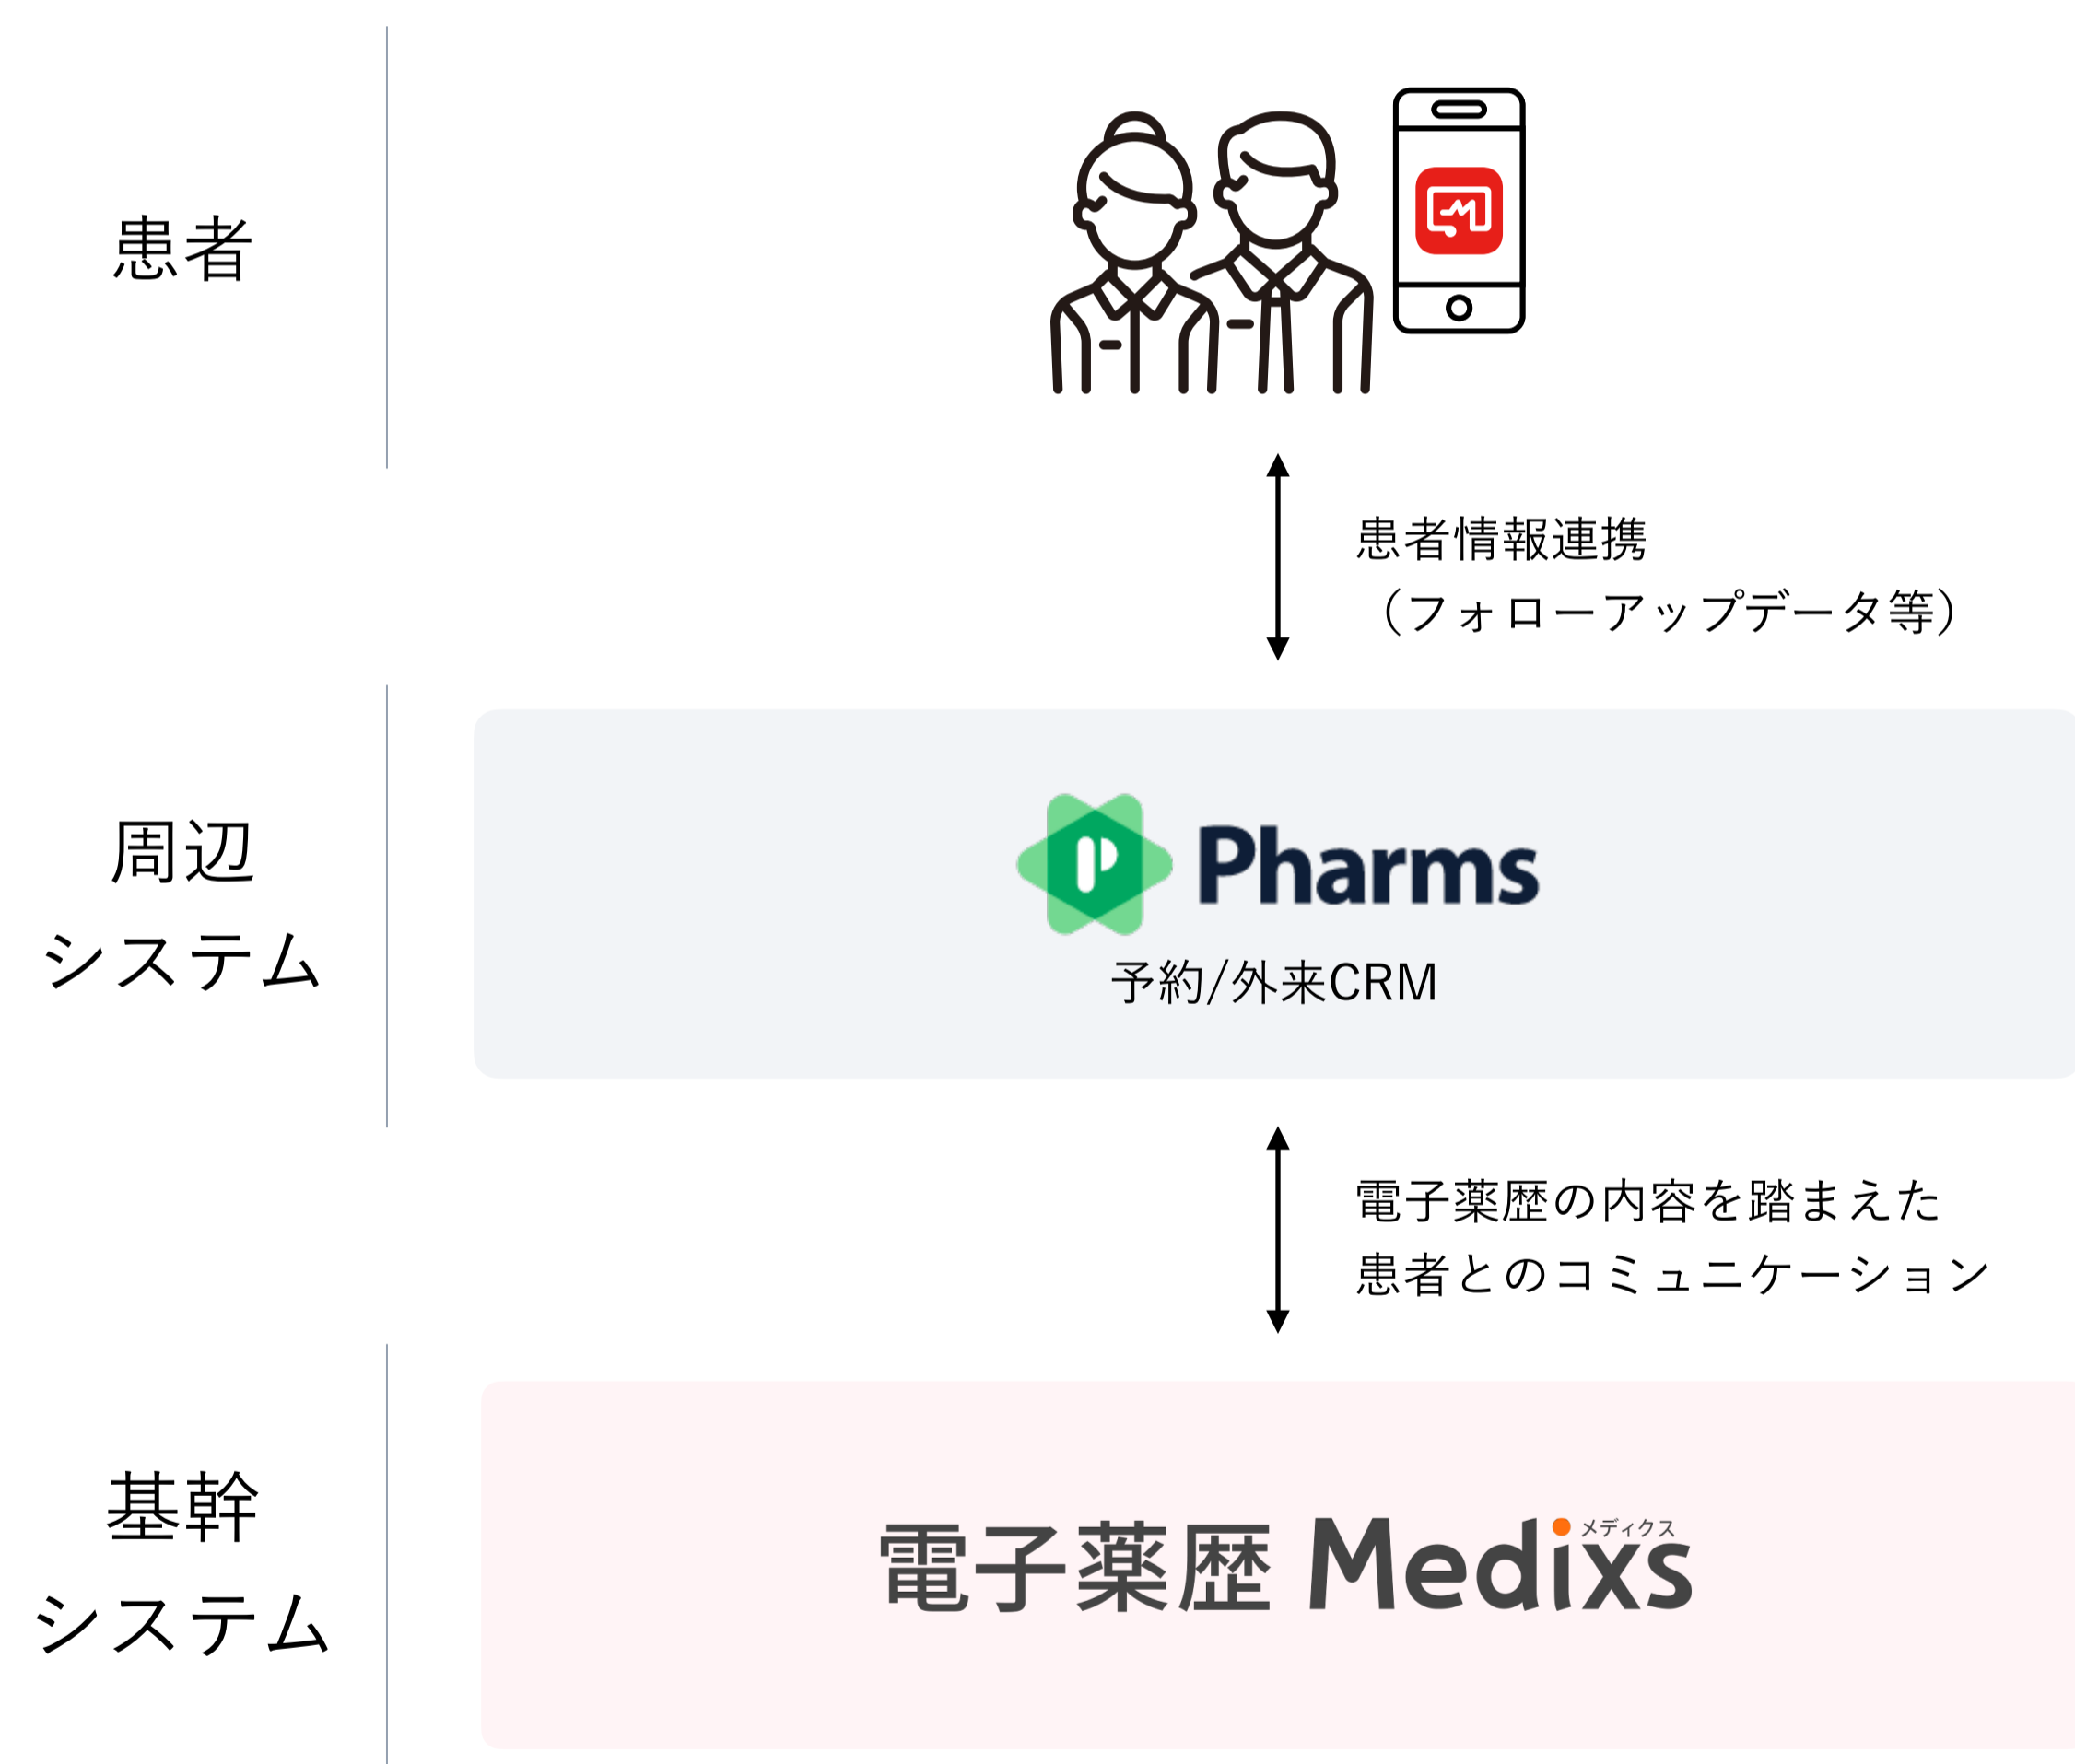 患者
患者情報連携
（フォローアップデータ等）
周辺
システム
Pharms
予約/外来CRM
電子薬歴の内容を踏まえた
患者とのコミュニケーション
基幹
システム
メディクス
電子薬歴 Medixs